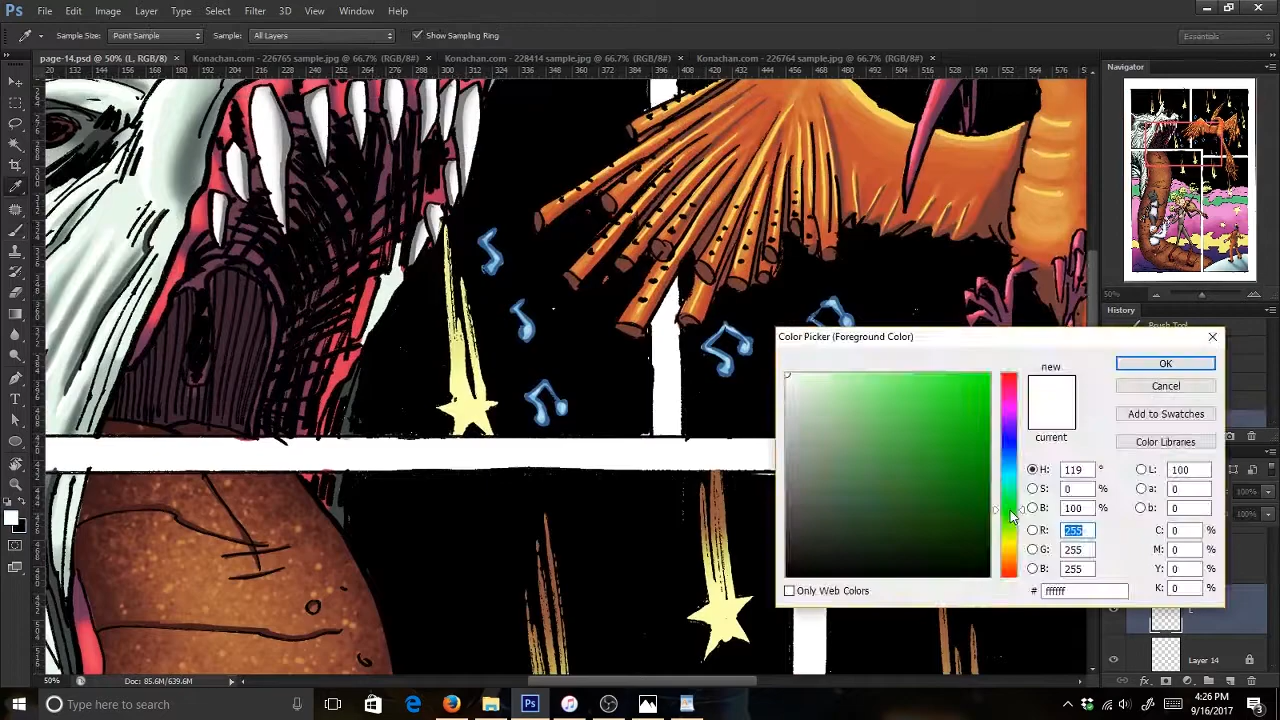 Ps File Edit Image Layer Type Select Filter 3D View Window Help
Sample Size: Point Sample Sample: All Layers Show Sampling Ring Essentials
page-14.psd @ 50% (L, RGB/8) × Konachan.com - 226765 sample.jpg @ 66.7% (RGB/8#) × Konachan.com - 228414 sample.jpg @ 66.7% (RGB/8#) × Konachan.com - 226764 sample.jpg @ 66.7% (RGB/8#) ×
Navigator
50%
History
Brush Tool
Color Picker (Foreground Color)
new
current
OK
Cancel
Add to Swatches
Color Libraries
H: 119 ° L: 100
S: 0 % a: 0
B: 100 % b: 0
R: 255 C: 0 %
G: 255 M: 0 %
B: 255 Y: 0 %
# ffffff K: 0 %
Only Web Colors
100%
100%
L
Layer 14
50% Doc: 85.6M/639.6M
Type here to search
4:26 PM
9/16/2017